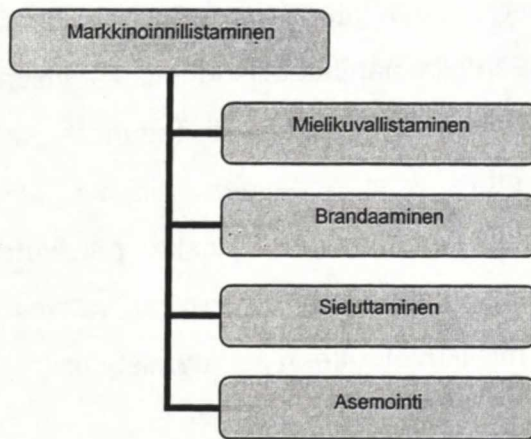 Markkinoinnillistaminen
Mielikuvallistaminen
Brandaaminen
Sieluttaminen
Asemointi